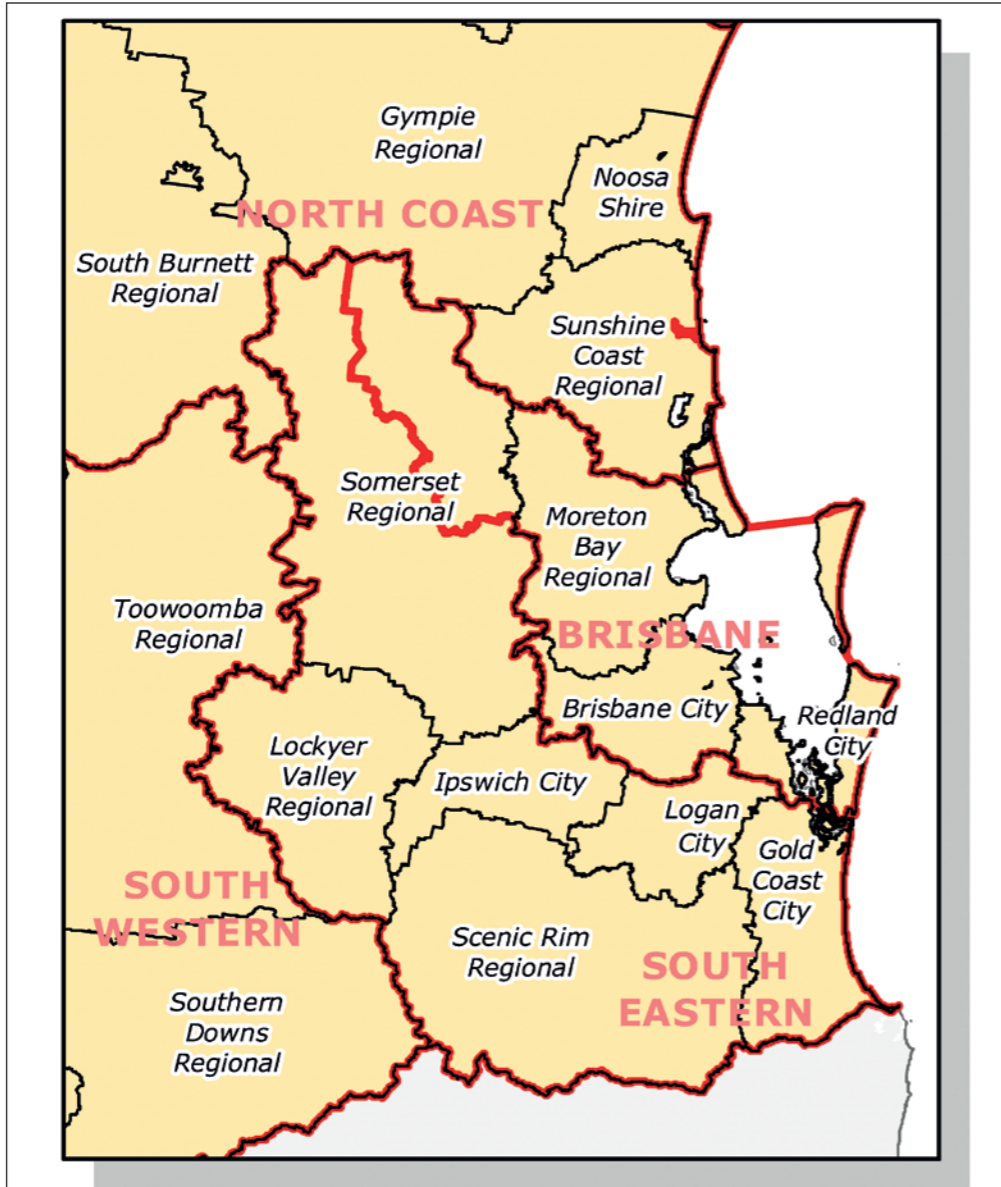 Gympie
Regional
Noosa
Shire
NORTH COAST
South Burnett
Regional
Sunshine
Coast
Regional
Somerset
Regional
Moreton
Bay
Regional
Toowoomba
Regional
BRISBANE
Brisbane City
Redland
City
Lockyer
Valley
Regional
Ipswich City
Logan
City
Gold
Coast
City
SOUTH
WESTERN
Scenic Rim
Regional
SOUTH
EASTERN
Southern
Downs
Regional